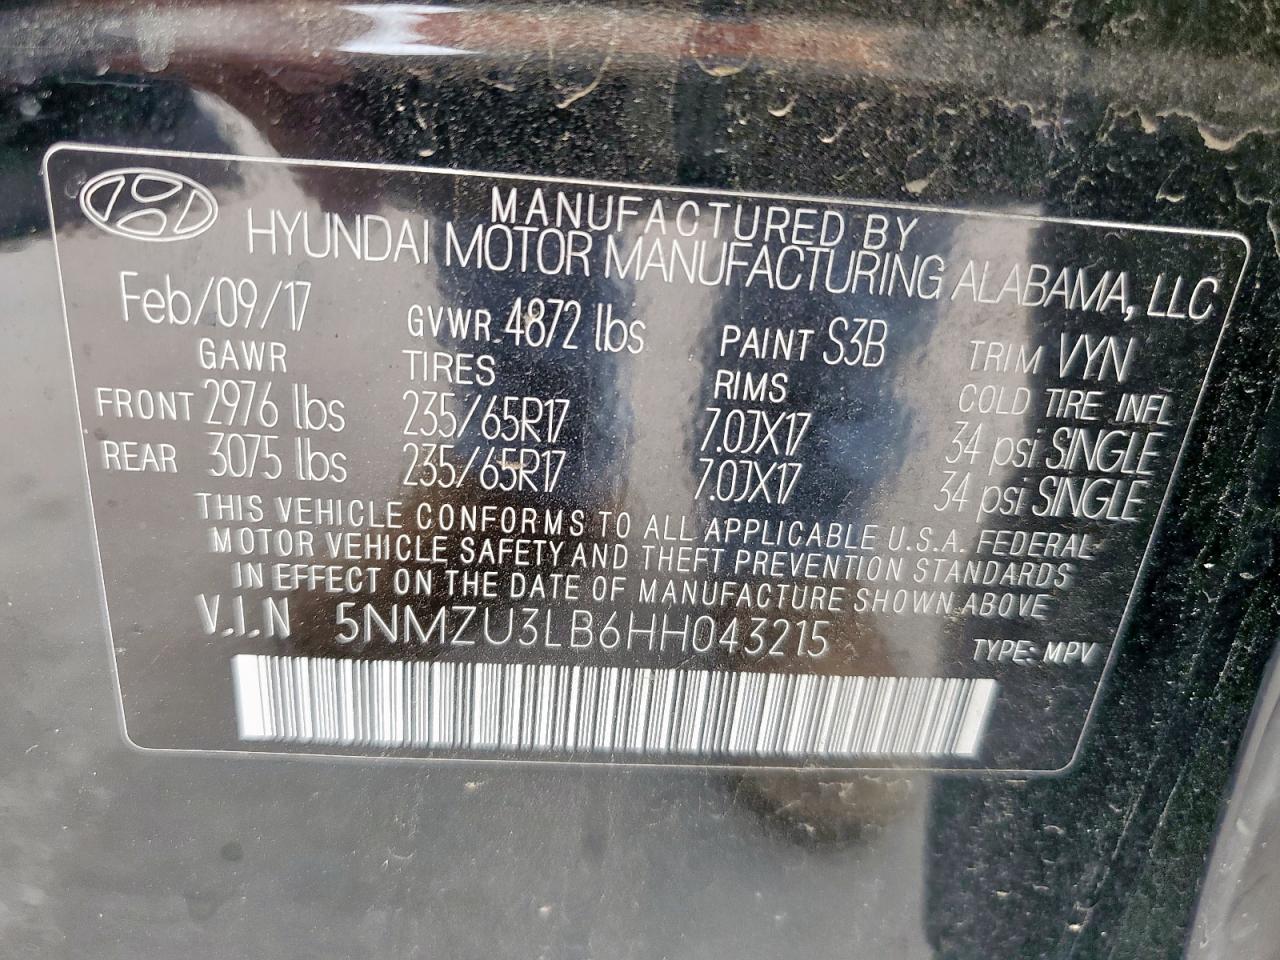 MANUFACTURED BY
HYUNDAI MOTOR MANUFACTURING ALABAMA, LLC
Feb/09/17 GVWR 4872 lbs PAINT S3B TRIM VYN
GAWR TIRES RIMS COLD TIRE INFL
FRONT 2976 lbs 235/65R17 7.0JX17 34 psi SINGLE
REAR 3075 lbs 235/65R17 7.0JX17 34 psi SINGLE
THIS VEHICLE CONFORMS TO ALL APPLICABLE U.S.A. FEDERAL
MOTOR VEHICLE SAFETY AND THEFT PREVENTION STANDARDS
IN EFFECT ON THE DATE OF MANUFACTURE SHOWN ABOVE
V.I.N 5NMZU3LB6HH043215 TYPE: MPV